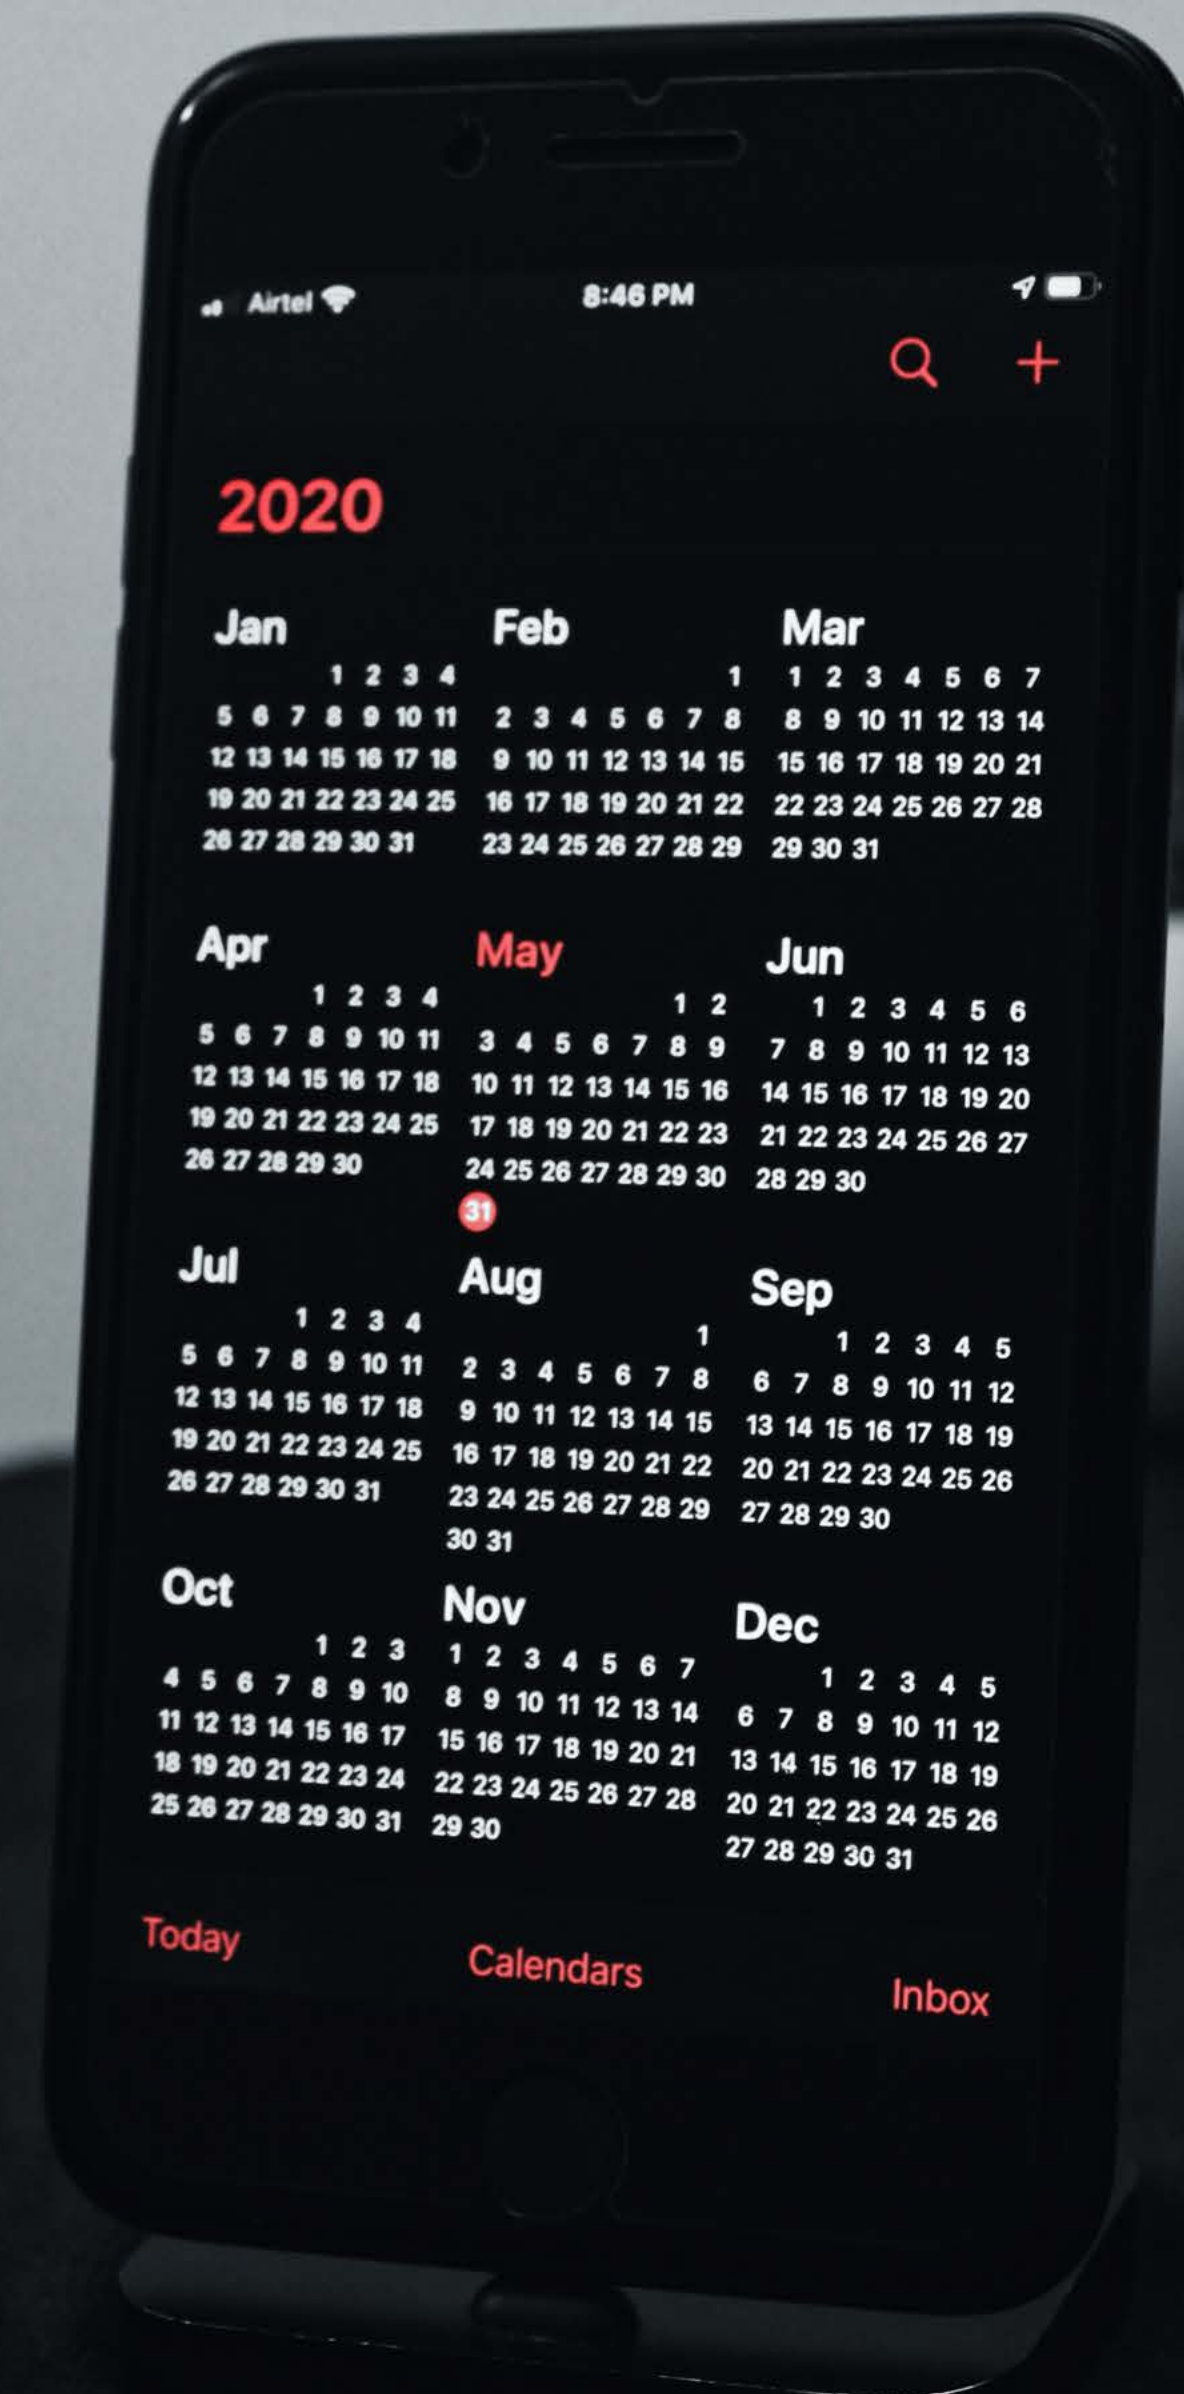 Airtel 8:46 PM
2020
Jan Feb Mar
1 2 3 4 1 1 2 3 4 5 6 7
5 6 7 8 9 10 11 2 3 4 5 6 7 8 8 9 10 11 12 13 14
12 13 14 15 16 17 18 9 10 11 12 13 14 15 15 16 17 18 19 20 21
19 20 21 22 23 24 25 16 17 18 19 20 21 22 22 23 24 25 26 27 28
26 27 28 29 30 31 23 24 25 26 27 28 29 29 30 31
Apr May Jun
1 2 3 4 1 2 1 2 3 4 5 6
5 6 7 8 9 10 11 3 4 5 6 7 8 9 7 8 9 10 11 12 13
12 13 14 15 16 17 18 10 11 12 13 14 15 16 14 15 16 17 18 19 20
19 20 21 22 23 24 25 17 18 19 20 21 22 23 21 22 23 24 25 26 27
26 27 28 29 30 24 25 26 27 28 29 30 28 29 30
31
Jul Aug Sep
1 2 3 4 1 1 2 3 4 5
5 6 7 8 9 10 11 2 3 4 5 6 7 8 6 7 8 9 10 11 12
12 13 14 15 16 17 18 9 10 11 12 13 14 15 13 14 15 16 17 18 19
19 20 21 22 23 24 25 16 17 18 19 20 21 22 20 21 22 23 24 25 26
26 27 28 29 30 31 23 24 25 26 27 28 29 27 28 29 30
30 31
Oct Nov Dec
1 2 3 1 2 3 4 5 6 7 1 2 3 4 5
4 5 6 7 8 9 10 8 9 10 11 12 13 14 6 7 8 9 10 11 12
11 12 13 14 15 16 17 15 16 17 18 19 20 21 13 14 15 16 17 18 19
18 19 20 21 22 23 24 22 23 24 25 26 27 28 20 21 22 23 24 25 26
25 26 27 28 29 30 31 29 30 27 28 29 30 31
Today Calendars Inbox